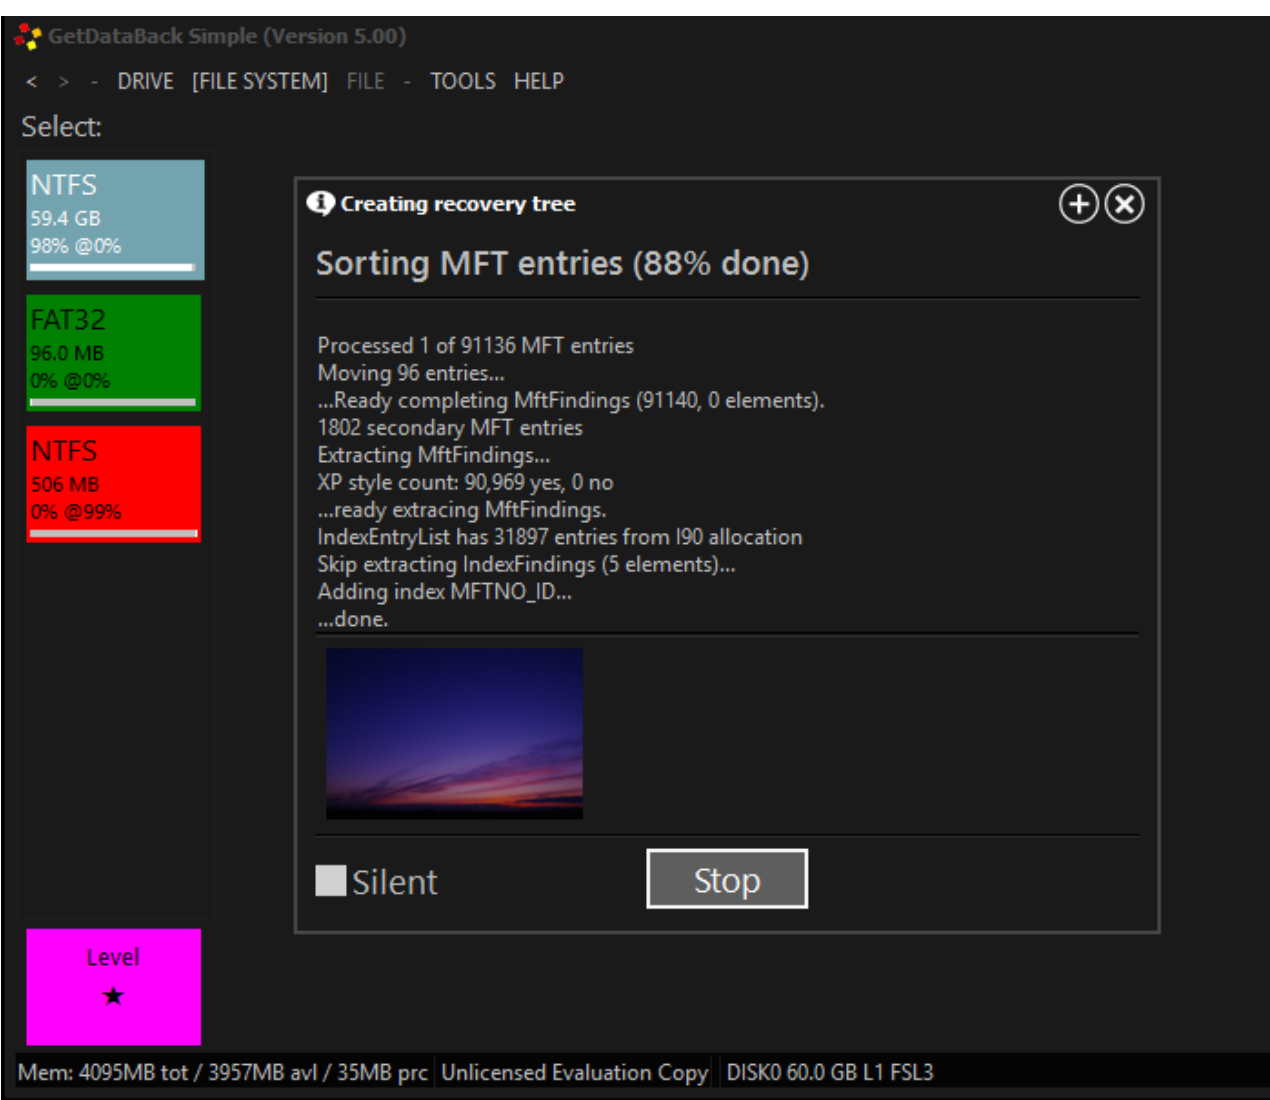 GetDataBack Simple (Version 5.00)
< > - DRIVE [FILE SYSTEM] FILE - TOOLS HELP
Select:
NTFS
59.4 GB
98% @0%
FAT32
96.0 MB
0% @0%
NTFS
506 MB
0% @99%
Creating recovery tree
Sorting MFT entries (88% done)
Processed 1 of 91136 MFT entries
Moving 96 entries...
...Ready completing MftFindings (91140, 0 elements).
1802 secondary MFT entries
Extracting MftFindings...
XP style count: 90,969 yes, 0 no
...ready extracing MftFindings.
IndexEntryList has 31897 entries from I90 allocation
Skip extracting IndexFindings (5 elements)...
Adding index MFTNO_ID...
...done.
Silent
Stop
Level
★
Mem: 4095MB tot / 3957MB avl / 35MB prc Unlicensed Evaluation Copy DISK0 60.0 GB L1 FSL3